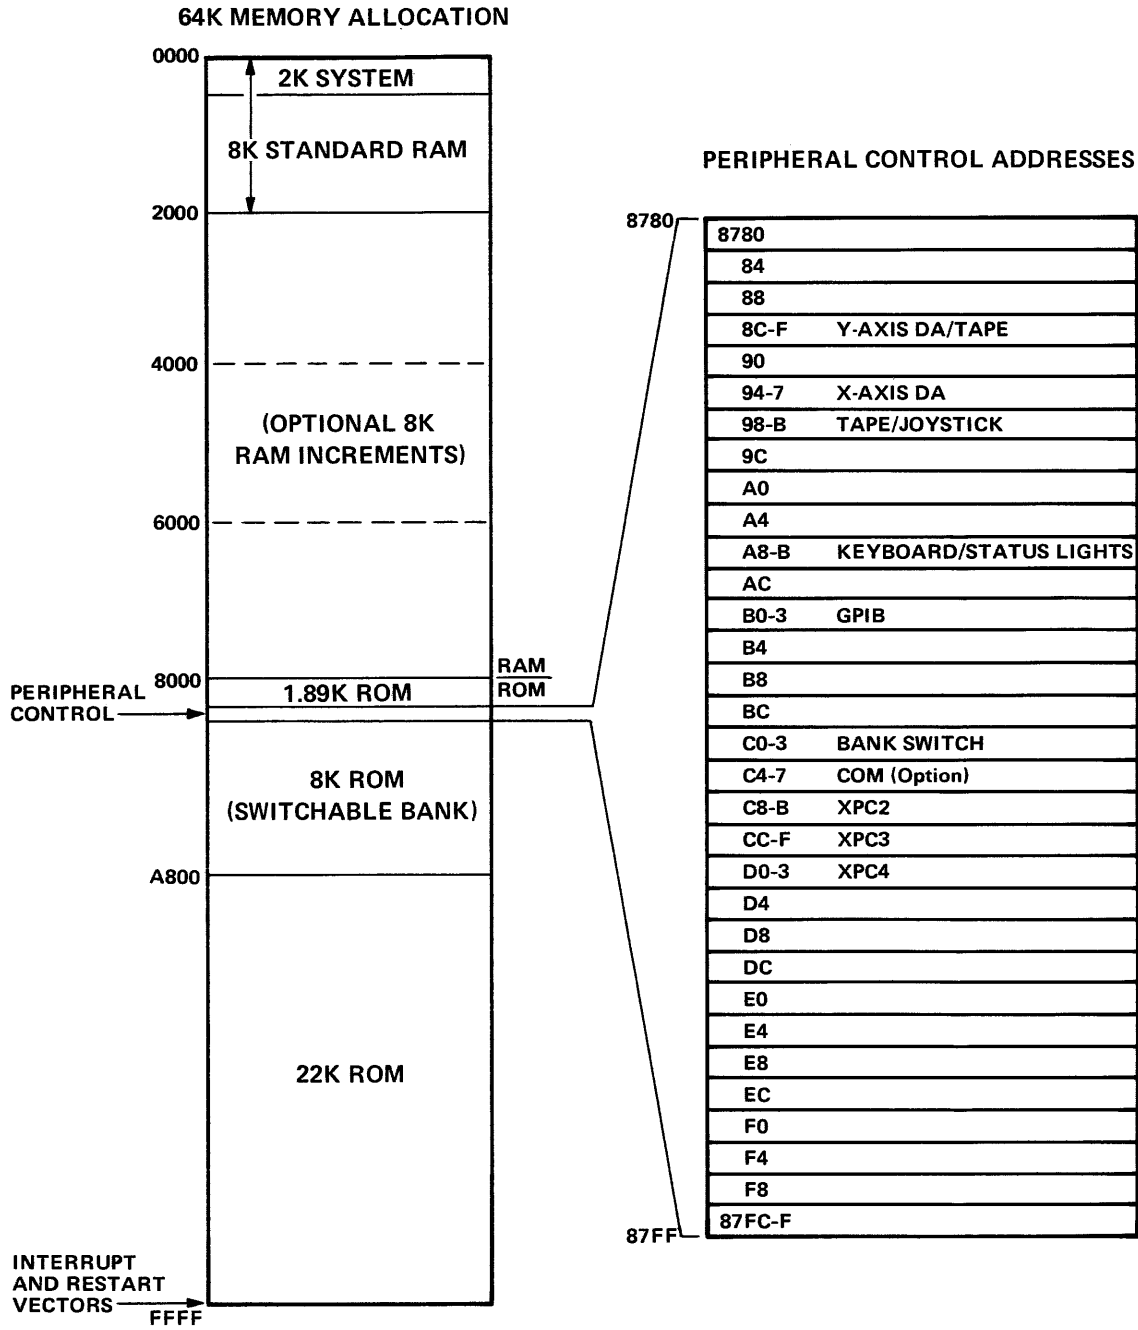 64K MEMORY ALLOCATION
0000
2K SYSTEM
8K STANDARD RAM
2000
4000
(OPTIONAL 8K
RAM INCREMENTS)
6000
8000
RAM
ROM
1.89K ROM
PERIPHERAL
CONTROL
8K ROM
(SWITCHABLE BANK)
A800
22K ROM
INTERRUPT
AND RESTART
VECTORS
FFFF
PERIPHERAL CONTROL ADDRESSES
8780
8780
84
88
8C-F Y-AXIS DA/TAPE
90
94-7 X-AXIS DA
98-B TAPE/JOYSTICK
9C
A0
A4
A8-B KEYBOARD/STATUS LIGHTS
AC
B0-3 GPIB
B4
B8
BC
C0-3 BANK SWITCH
C4-7 COM (Option)
C8-B XPC2
CC-F XPC3
D0-3 XPC4
D4
D8
DC
E0
E4
E8
EC
F0
F4
F8
87FC-F
87FF